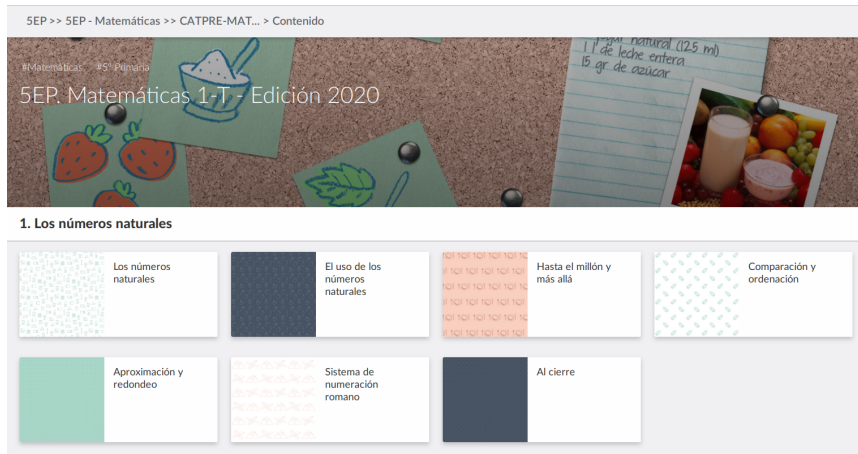 5EP >> 5EP - Matemáticas >> CATPRE-MAT... > Contenido
#Matemáticas #5º Primaria
5EP. Matemáticas 1-T - Edición 2020
natural (125 ml)
1 l de leche entera
15 gr de azúcar
1. Los números naturales
Los números
naturales
El uso de los
números
naturales
Hasta el millón y
más allá
Comparación y
ordenación
Aproximación y
redondeo
Sistema de
numeración
romano
Al cierre